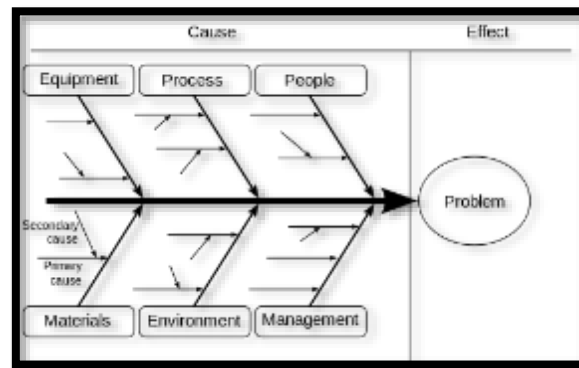 Cause
Effect
Equipment
Process
People
Problem
Secondary
cause
Primary
cause
Materials
Environment
Management